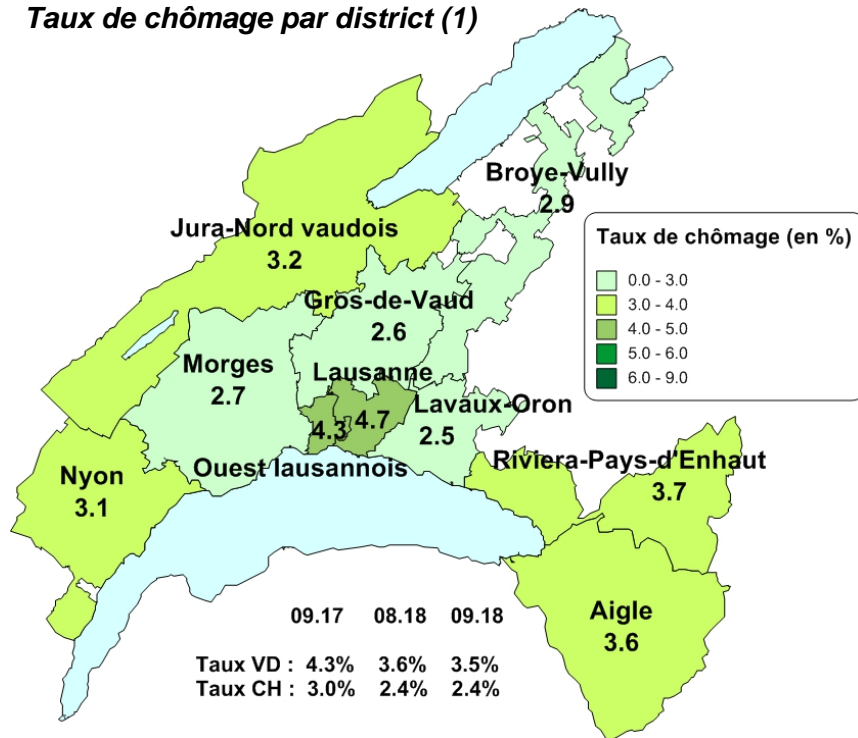 Taux de chômage par district (1)
Broye-Vully
2.9
Jura-Nord vaudois
3.2
Taux de chômage (en %)
0.0 - 3.0
3.0 - 4.0
4.0 - 5.0
5.0 - 6.0
6.0 - 9.0
Gros-de-Vaud
2.6
Morges
2.7
Lausanne
4.7
4.3
Lavaux-Oron
2.5
Ouest lausannois
Riviera-Pays-d'Enhaut
3.7
Nyon
3.1
Aigle
3.6
09.17 08.18 09.18
Taux VD : 4.3% 3.6% 3.5%
Taux CH : 3.0% 2.4% 2.4%